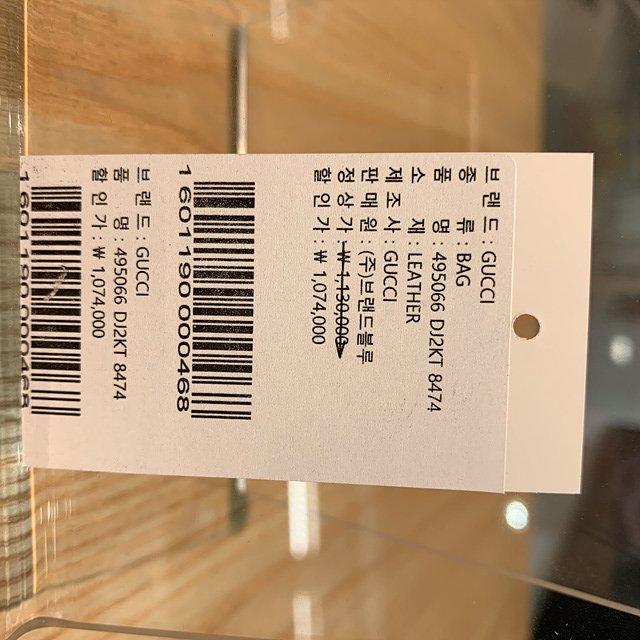 브 랜 드 : GUCCI
종 류 : BAG
품 명 : 495066 DJ2KT 8474
소 재 : LEATHER
제 조 사 : GUCCI
판 매 원 : (주)브랜드블루
정 상 가 : ₩ 1,130,000
할 인 가 : ₩ 1,074,000
1601190000468
브 랜 드 : GUCCI
품 명 : 495066 DJ2KT 8474
할 인 가 : ₩ 1,074,000
1601190000468